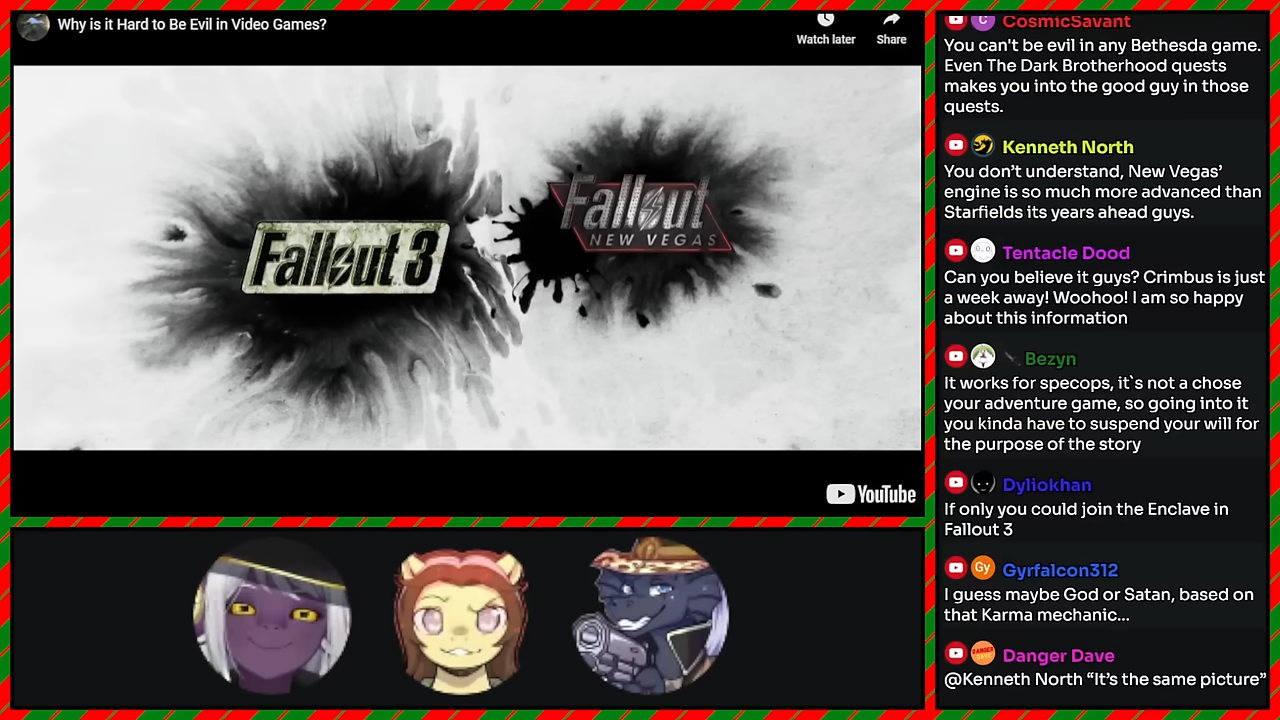 Why is it Hard to Be Evil in Video Games?
Watch later
Share
Fallout 3
Fallout
NEW VEGAS
YouTube
C
CosmicSavant
You can't be evil in any Bethesda game.
Even The Dark Brotherhood quests
makes you into the good guy in those
quests.
Kenneth North
You don’t understand, New Vegas’
engine is so much more advanced than
Starfields its years ahead guys.
Tentacle Dood
Can you believe it guys? Crimbus is just
a week away! Woohoo! I am so happy
about this information
Bezyn
It works for specops, it`s not a chose
your adventure game, so going into it
you kinda have to suspend your will for
the purpose of the story
Dyliokhan
If only you could join the Enclave in
Fallout 3
Gy
Gyrfalcon312
I guess maybe God or Satan, based on
that Karma mechanic...
DANGER
Danger Dave
@Kenneth North “It’s the same picture”